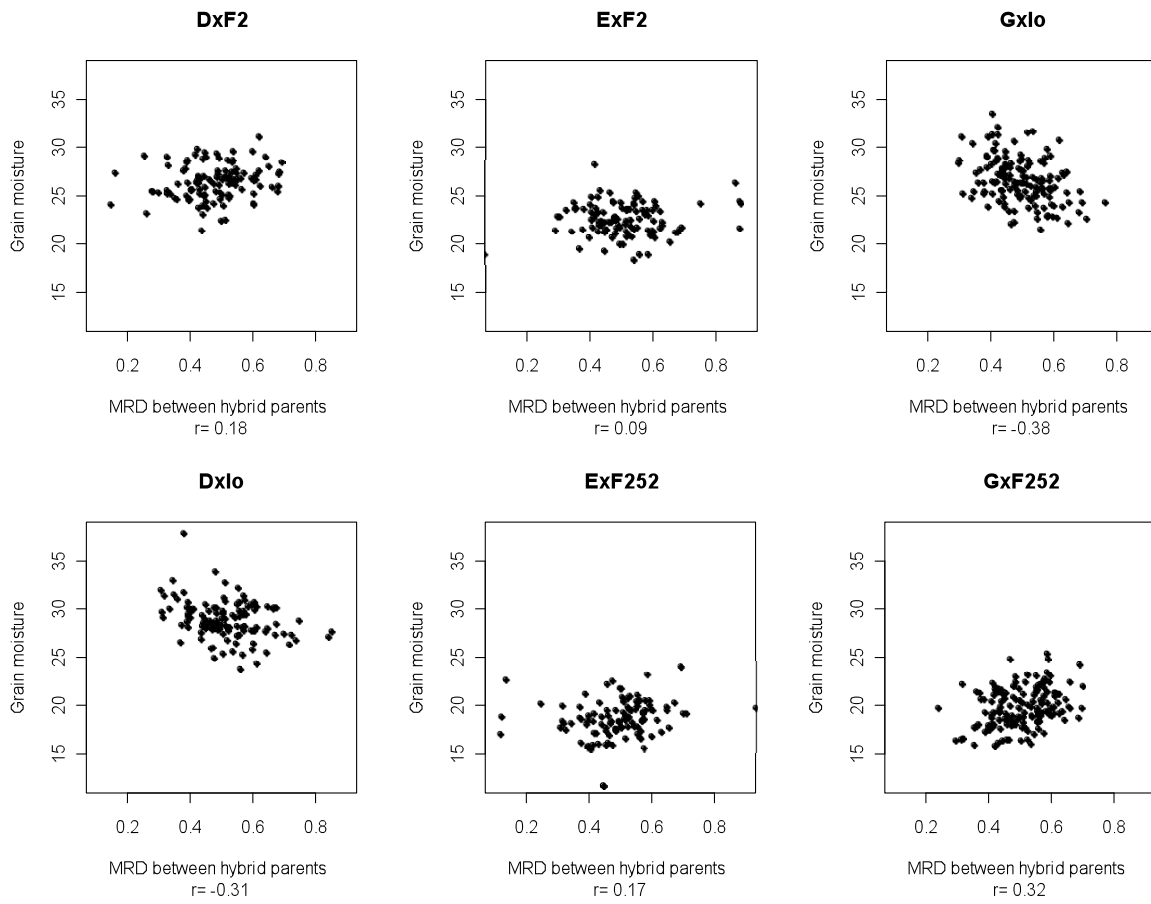 DxF2
ExF2
GxIo
Grain moisture
35
30
25
20
15
0.2 0.4 0.6 0.8
MRD between hybrid parents
r= 0.18
Grain moisture
35
30
25
20
15
0.2 0.4 0.6 0.8
MRD between hybrid parents
r= 0.09
Grain moisture
35
30
25
20
15
0.2 0.4 0.6 0.8
MRD between hybrid parents
r= -0.38
DxIo
ExF252
GxF252
Grain moisture
35
30
25
20
15
0.2 0.4 0.6 0.8
MRD between hybrid parents
r= -0.31
Grain moisture
35
30
25
20
15
0.2 0.4 0.6 0.8
MRD between hybrid parents
r= 0.17
Grain moisture
35
30
25
20
15
0.2 0.4 0.6 0.8
MRD between hybrid parents
r= 0.32